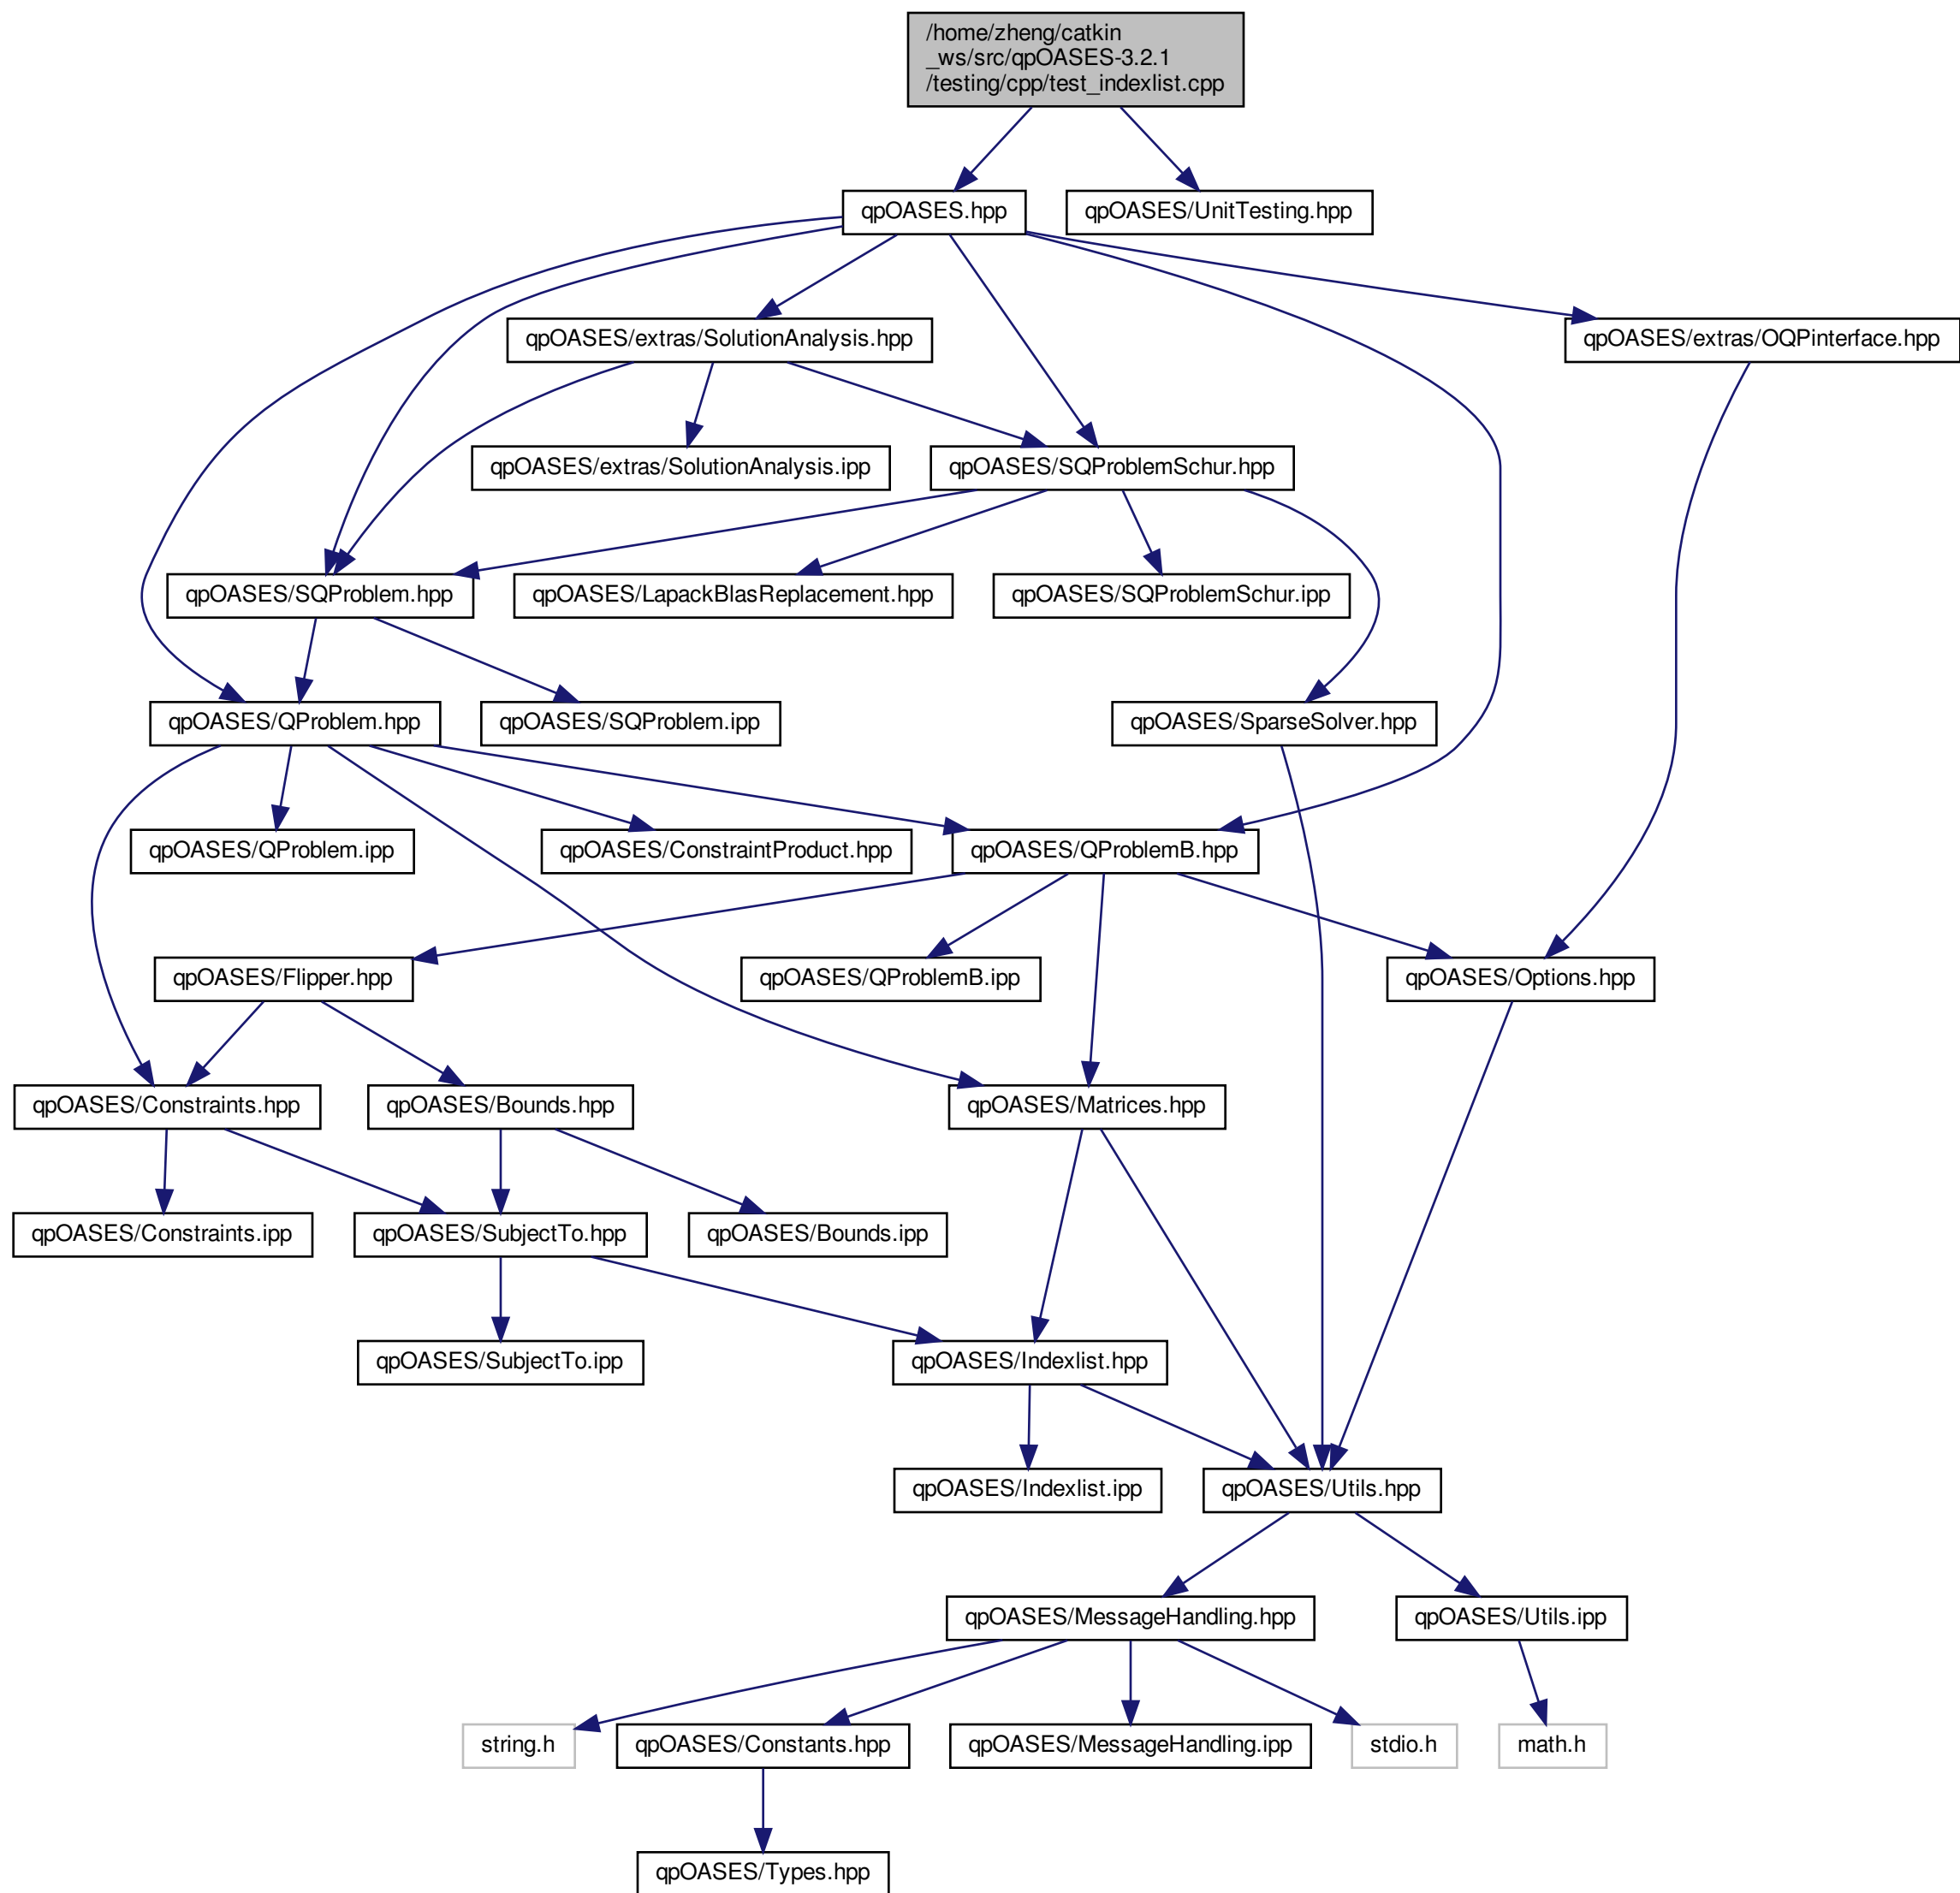 /home/zheng/catkin
_ws/src/qpOASES-3.2.1
/testing/cpp/test_indexlist.cpp
qpOASES.hpp
qpOASES/UnitTesting.hpp
qpOASES/extras/SolutionAnalysis.hpp
qpOASES/extras/OQPinterface.hpp
qpOASES/extras/SolutionAnalysis.ipp
qpOASES/SQProblemSchur.hpp
qpOASES/SQProblem.hpp
qpOASES/LapackBlasReplacement.hpp
qpOASES/SQProblemSchur.ipp
qpOASES/QProblem.hpp
qpOASES/SQProblem.ipp
qpOASES/SparseSolver.hpp
qpOASES/QProblem.ipp
qpOASES/ConstraintProduct.hpp
qpOASES/QProblemB.hpp
qpOASES/Flipper.hpp
qpOASES/QProblemB.ipp
qpOASES/Options.hpp
qpOASES/Constraints.hpp
qpOASES/Bounds.hpp
qpOASES/Matrices.hpp
qpOASES/Constraints.ipp
qpOASES/SubjectTo.hpp
qpOASES/Bounds.ipp
qpOASES/SubjectTo.ipp
qpOASES/Indexlist.hpp
qpOASES/Indexlist.ipp
qpOASES/Utils.hpp
qpOASES/MessageHandling.hpp
qpOASES/Utils.ipp
string.h
qpOASES/Constants.hpp
qpOASES/MessageHandling.ipp
stdio.h
math.h
qpOASES/Types.hpp